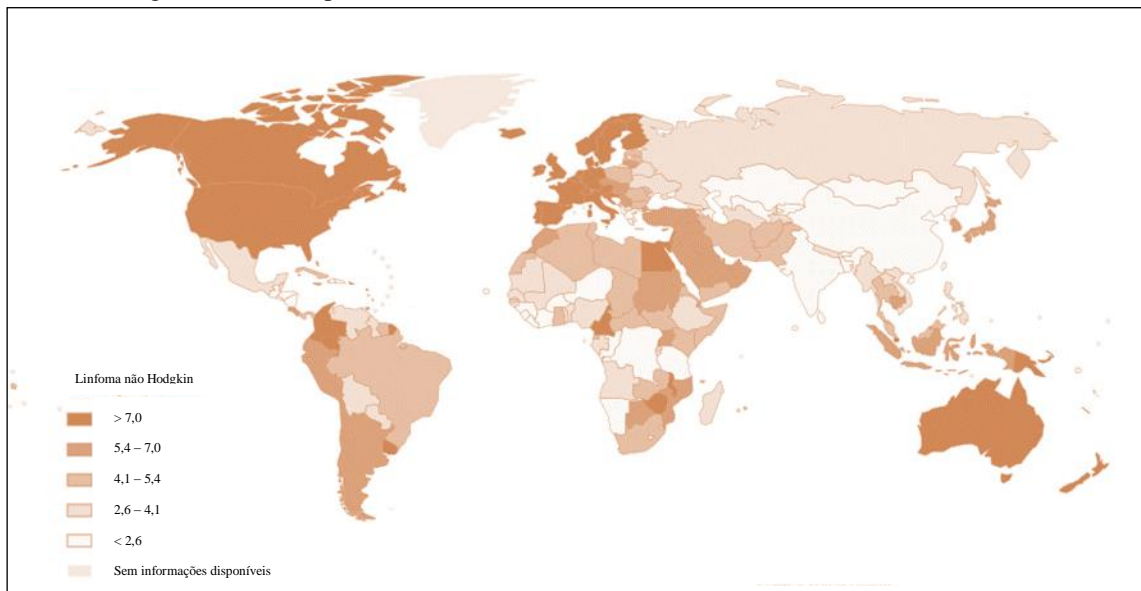 Linfoma não Hodgkin
> 7,0
5,4 – 7,0
4,1 – 5,4
2,6 – 4,1
< 2,6
Sem informações disponíveis